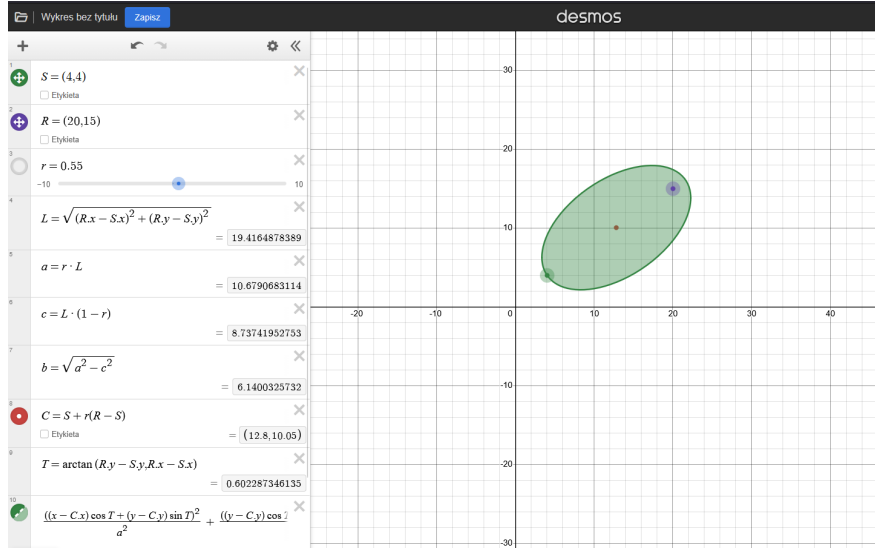 Wykres bez tytułu Zapisz desmos
1
S = (4,4)
Etykieta
2
R = (20,15)
Etykieta
3
r = 0.55
−10 10
4
L = √((R.x − S.x)² + (R.y − S.y)²)
= 19.4164878389
5
a = r · L
= 10.6790683114
6
c = L · (1 − r)
= 8.73741952753
7
b = √(a² − c²)
= 6.1400325732
8
C = S + r(R − S)
Etykieta = (12.8,10.05)
9
T = arctan (R.y − S.y,R.x − S.x)
= 0.602287346135
10
((x − C.x) cos T + (y − C.y) sin T)² / a² + ((y − C.y) cos
30
20
10
-20 -10 0 10 20 30 40
-10
-20
-30